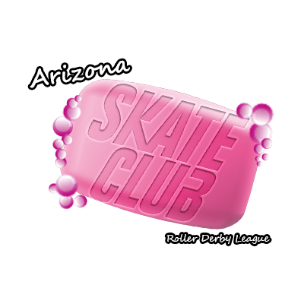 Arizona
SKATE
CLUB
Roller Derby League